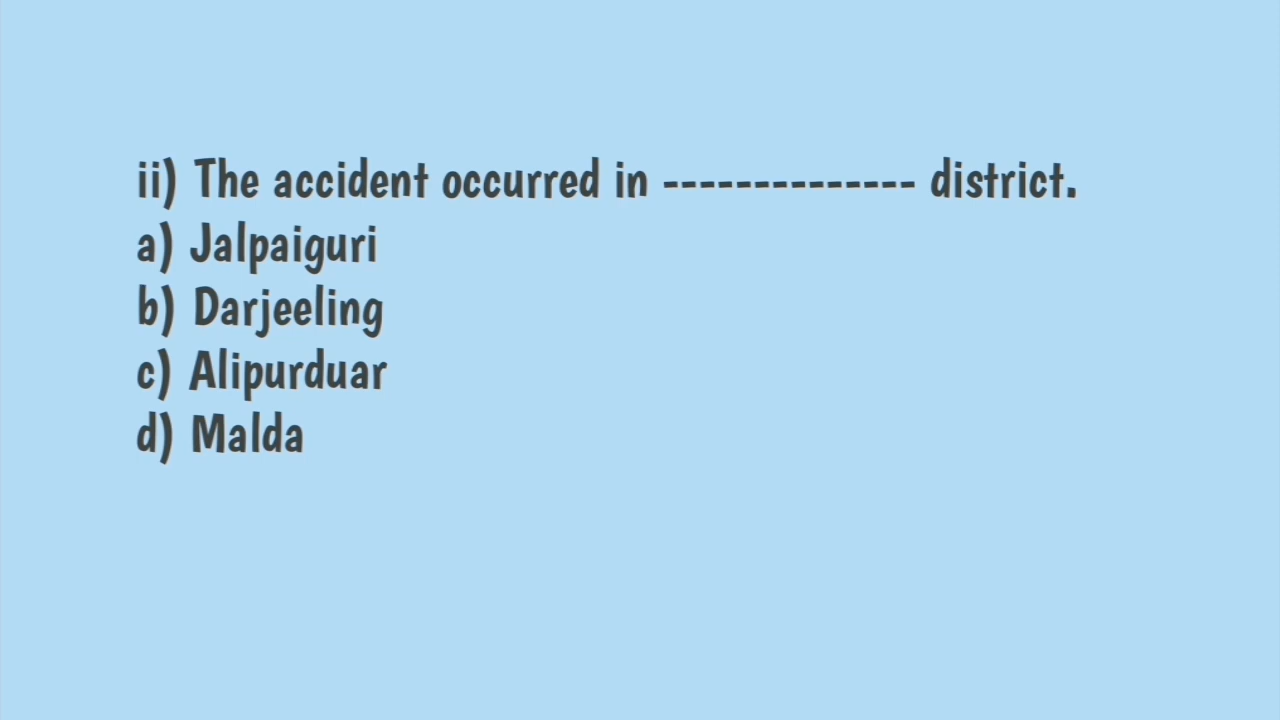 ii) The accident occurred in -------------- district.
a) Jalpaiguri
b) Darjeeling
c) Alipurduar
d) Malda